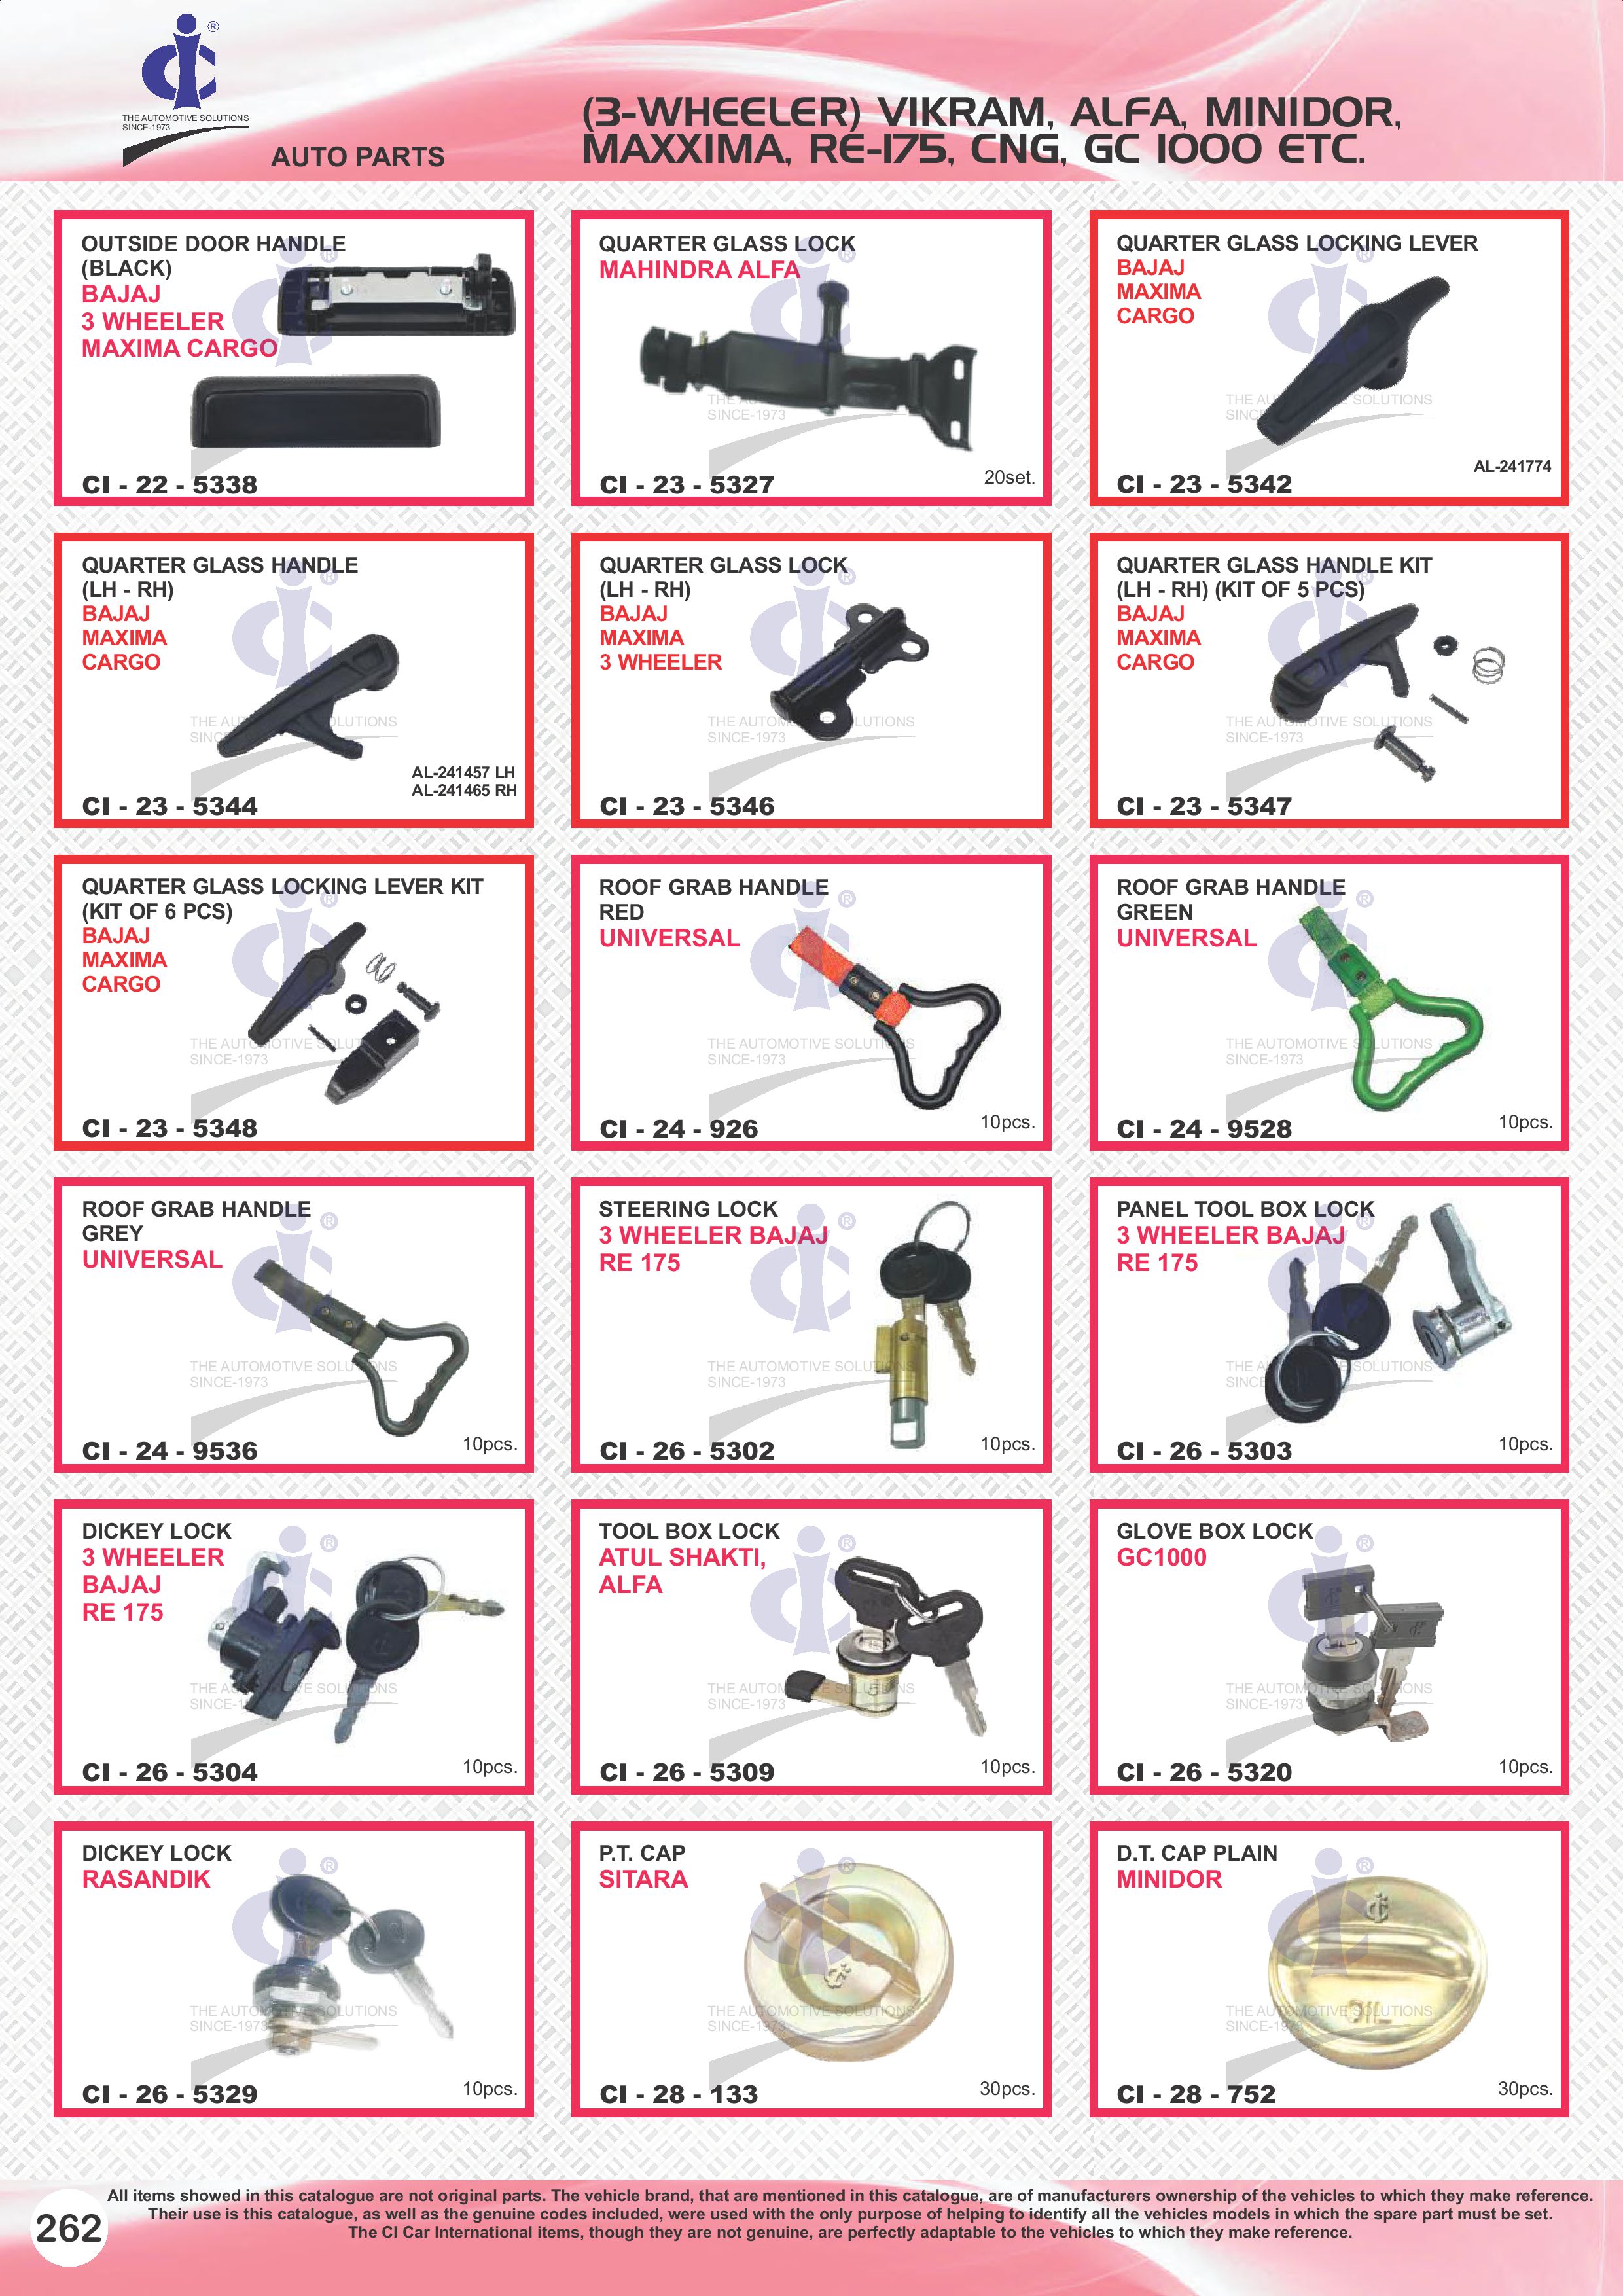 THE AUTOMOTIVE SOLUTIONS
SINCE-1973
AUTO PARTS
(3-WHEELER) VIKRAM, ALFA, MINIDOR,
MAXXIMA, RE-175, CNG, GC 1000 ETC.
OUTSIDE DOOR HANDLE
(BLACK)
BAJAJ
3 WHEELER
MAXIMA CARGO
CI - 22 - 5338
QUARTER GLASS LOCK
MAHINDRA ALFA
CI - 23 - 5327
20set.
QUARTER GLASS LOCKING LEVER
BAJAJ
MAXIMA
CARGO
AL-241774
CI - 23 - 5342
QUARTER GLASS HANDLE
(LH - RH)
BAJAJ
MAXIMA
CARGO
AL-241457 LH
AL-241465 RH
CI - 23 - 5344
QUARTER GLASS LOCK
(LH - RH)
BAJAJ
MAXIMA
3 WHEELER
CI - 23 - 5346
QUARTER GLASS HANDLE KIT
(LH - RH) (KIT OF 5 PCS)
BAJAJ
MAXIMA
CARGO
CI - 23 - 5347
QUARTER GLASS LOCKING LEVER KIT
(KIT OF 6 PCS)
BAJAJ
MAXIMA
CARGO
CI - 23 - 5348
ROOF GRAB HANDLE
RED
UNIVERSAL
CI - 24 - 926
10pcs.
ROOF GRAB HANDLE
GREEN
UNIVERSAL
CI - 24 - 9528
10pcs.
ROOF GRAB HANDLE
GREY
UNIVERSAL
CI - 24 - 9536
10pcs.
STEERING LOCK
3 WHEELER BAJAJ
RE 175
CI - 26 - 5302
10pcs.
PANEL TOOL BOX LOCK
3 WHEELER BAJAJ
RE 175
CI - 26 - 5303
10pcs.
DICKEY LOCK
3 WHEELER
BAJAJ
RE 175
CI - 26 - 5304
10pcs.
TOOL BOX LOCK
ATUL SHAKTI,
ALFA
CI - 26 - 5309
10pcs.
GLOVE BOX LOCK
GC1000
CI - 26 - 5320
10pcs.
DICKEY LOCK
RASANDIK
CI - 26 - 5329
10pcs.
P.T. CAP
SITARA
CI - 28 - 133
30pcs.
D.T. CAP PLAIN
MINIDOR
OIL
CI - 28 - 752
30pcs.
All items showed in this catalogue are not original parts. The vehicle brand, that are mentioned in this catalogue, are of manufacturers ownership of the vehicles to which they make reference.
Their use is this catalogue, as well as the genuine codes included, were used with the only purpose of helping to identify all the vehicles models in which the spare part must be set.
The CI Car International items, though they are not genuine, are perfectly adaptable to the vehicles to which they make reference.
262